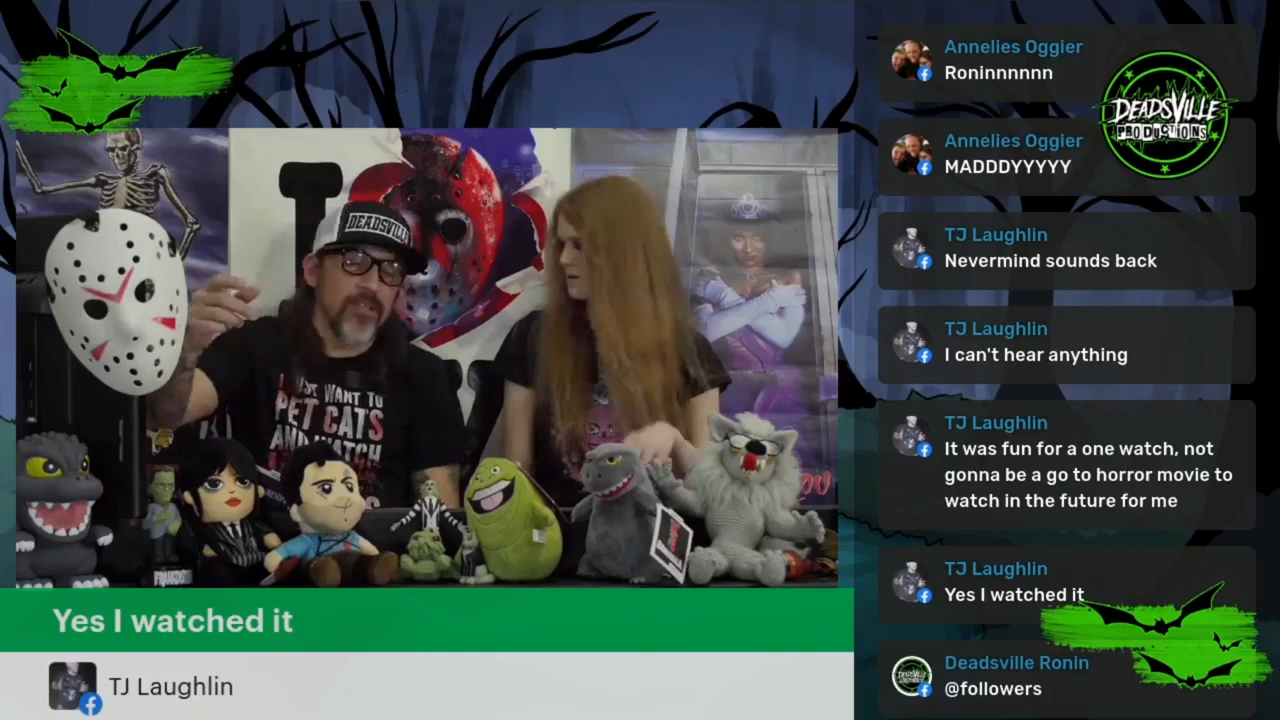 Annelies Oggier
Roninnnnnn
Annelies Oggier
MADDDYYYYY
DEADSVILLE
PRODUCTIONS
TJ Laughlin
Nevermind sounds back
TJ Laughlin
I can't hear anything
TJ Laughlin
It was fun for a one watch, not
gonna be a go to horror movie to
watch in the future for me
TJ Laughlin
Yes I watched it
Deadsville Ronin
@followers
DEADSVILLE
I JUST WANT TO
PET CATS
AND WATCH
Yes I watched it
TJ Laughlin